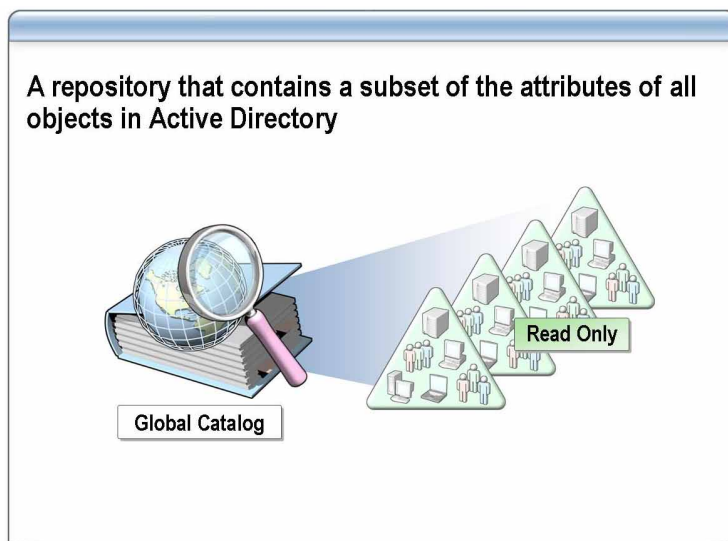 A repository that contains a subset of the attributes of all
objects in Active Directory
Read Only
Global Catalog